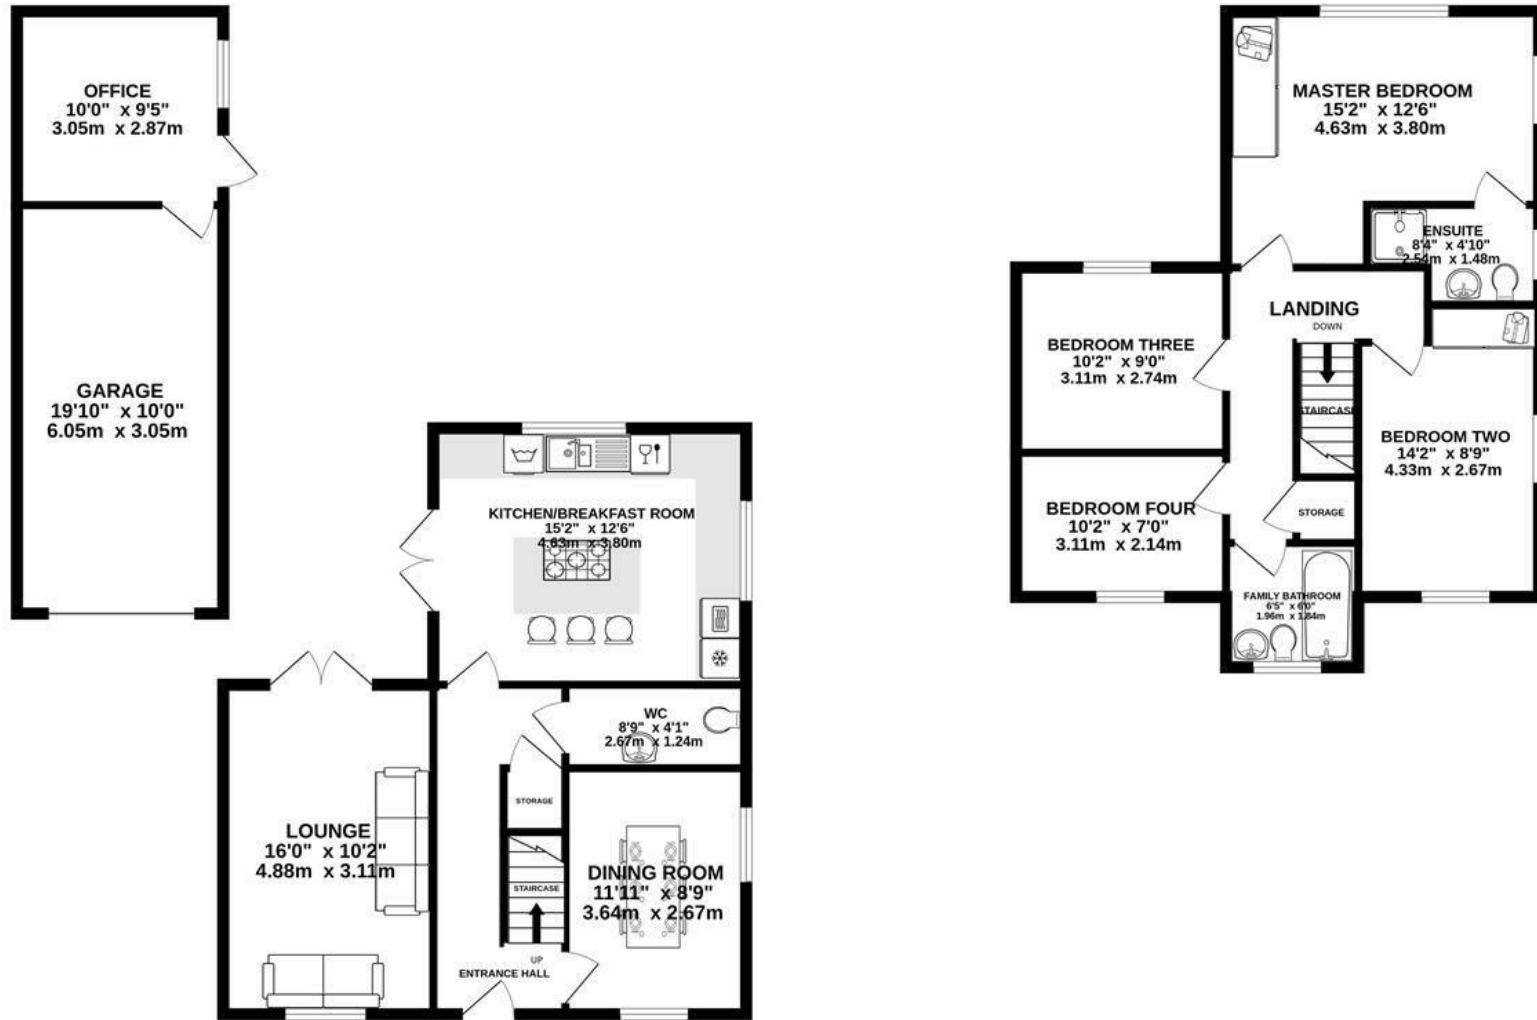 OFFICE
10'0" x 9'5"
3.05m x 2.87m
GARAGE
19'10" x 10'0"
6.05m x 3.05m
KITCHEN/BREAKFAST ROOM
15'2" x 12'6"
4.63m x 3.80m
WC
8'9" x 4'1"
2.67m x 1.24m
STORAGE
LOUNGE
16'0" x 10'2"
4.88m x 3.11m
STAIRCASE
DINING ROOM
11'11" x 8'9"
3.64m x 2.67m
UP
ENTRANCE HALL
MASTER BEDROOM
15'2" x 12'6"
4.63m x 3.80m
ENSUITE
8'4" x 4'10"
2.54m x 1.48m
LANDING
DOWN
BEDROOM THREE
10'2" x 9'0"
3.11m x 2.74m
STAIRCASE
BEDROOM TWO
14'2" x 8'9"
4.33m x 2.67m
BEDROOM FOUR
10'2" x 7'0"
3.11m x 2.14m
STORAGE
FAMILY BATHROOM
6'5" x 6'0"
1.96m x 1.84m